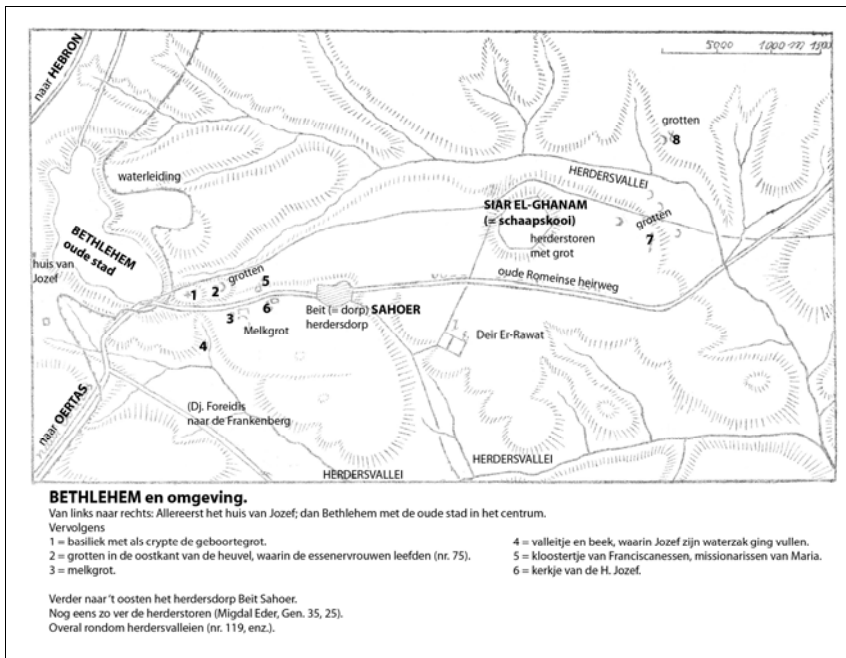 naar HEBRON
5000 1000 m 1500
grotten
8
waterleiding
HERDERSVALLEI
SIAR EL-GHANAM
(= schaapskooi)
BETHLEHEM
oude stad
grotten
herderstoren
met grot
7
huis van
Jozef
grotten
oude Romeinse heirweg
1
2
5
6
Beit (= dorp) SAHOER
herdersdorp
3
Melkgrot
4
Deir Er-Rawat
naar OERTAS
(Dj. Foreidis
naar de Frankenberg
HERDERSVALLEI
HERDERSVALLEI
BETHLEHEM en omgeving.
Van links naar rechts: Allereerst het huis van Jozef; dan Bethlehem met de oude stad in het centrum.
Vervolgens
1 = basiliek met als crypte de geboortegrot.
2 = grotten in de oostkant van de heuvel, waarin de essenervrouwen leefden (nr. 75).
3 = melkgrot.
4 = valleitje en beek, waarin Jozef zijn waterzak ging vullen.
5 = kloostertje van Franciscanessen, missionarissen van Maria.
6 = kerkje van de H. Jozef.
Verder naar 't oosten het herdersdorp Beit Sahoer.
Nog eens zo ver de herderstoren (Migdal Eder, Gen. 35, 25).
Overal rondom herdersvalleien (nr. 119, enz.).